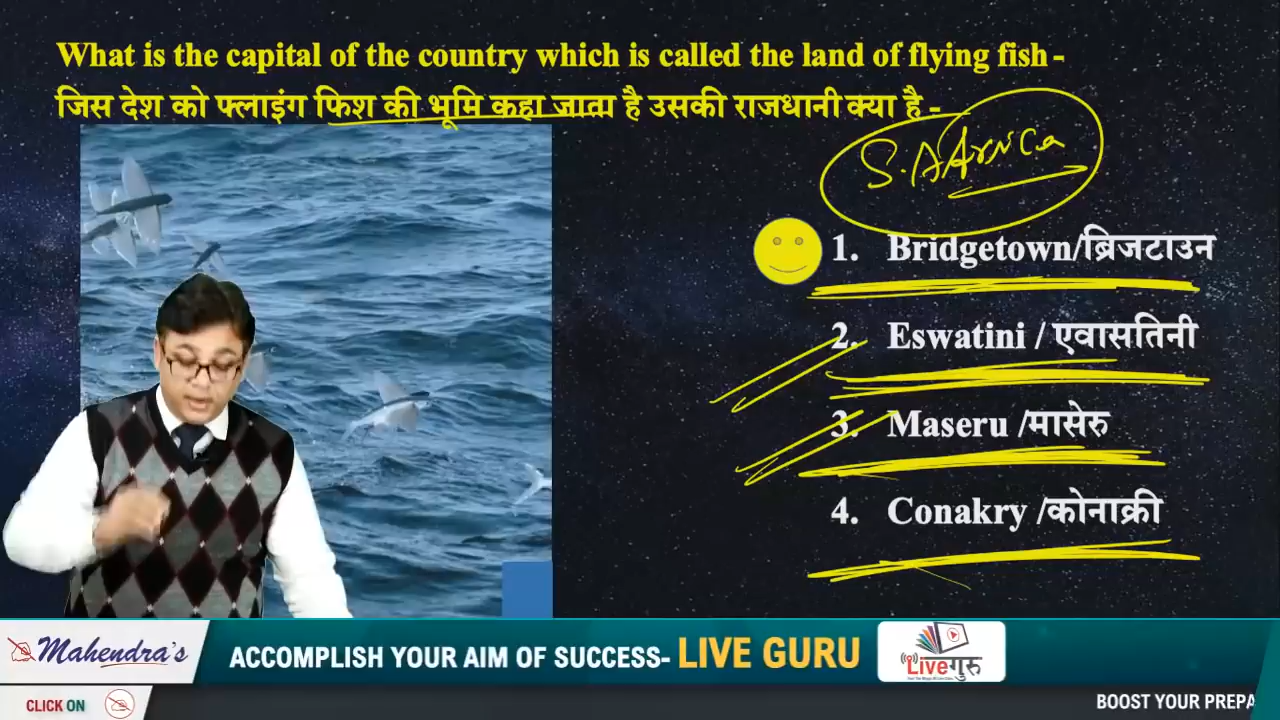 What is the capital of the country which is called the land of flying fish -
जिस देश को फ्लाइंग फिश की भूमि कहा जाता है उसकी राजधानी क्या है -
1. Bridgetown/ब्रिजटाउन
2. Eswatini / एवासतिनी
3. Maseru /मासेरु
4. Conakry /कोनाक्री
Mahendra's
ACCOMPLISH YOUR AIM OF SUCCESS- LIVE GURU
Liveगुरु
CLICK ON
BOOST YOUR PREPA